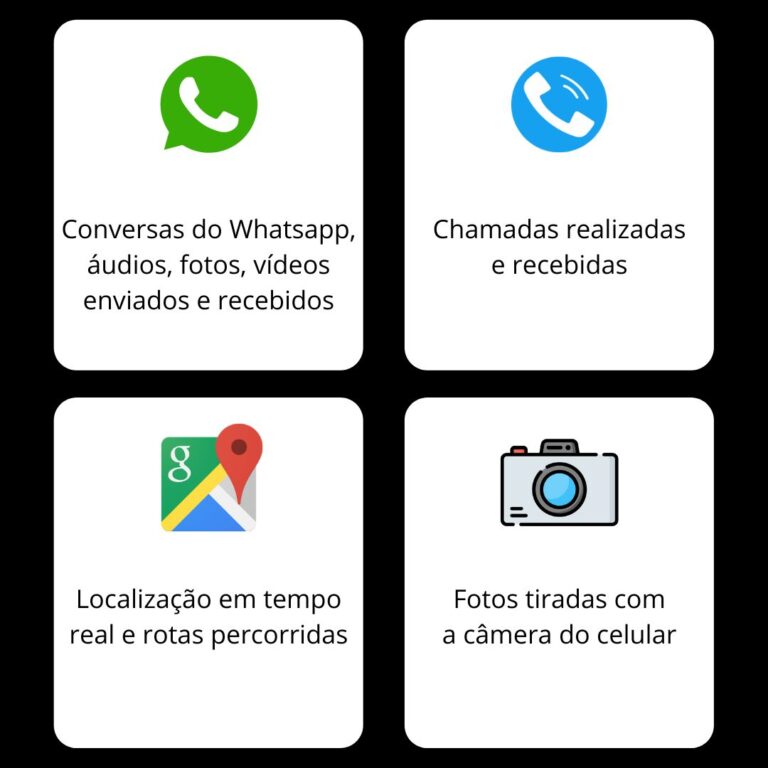 Conversas do Whatsapp,
áudios, fotos, vídeos
enviados e recebidos
Chamadas realizadas
e recebidas
g
Localização em tempo
real e rotas percorridas
Fotos tiradas com
a câmera do celular